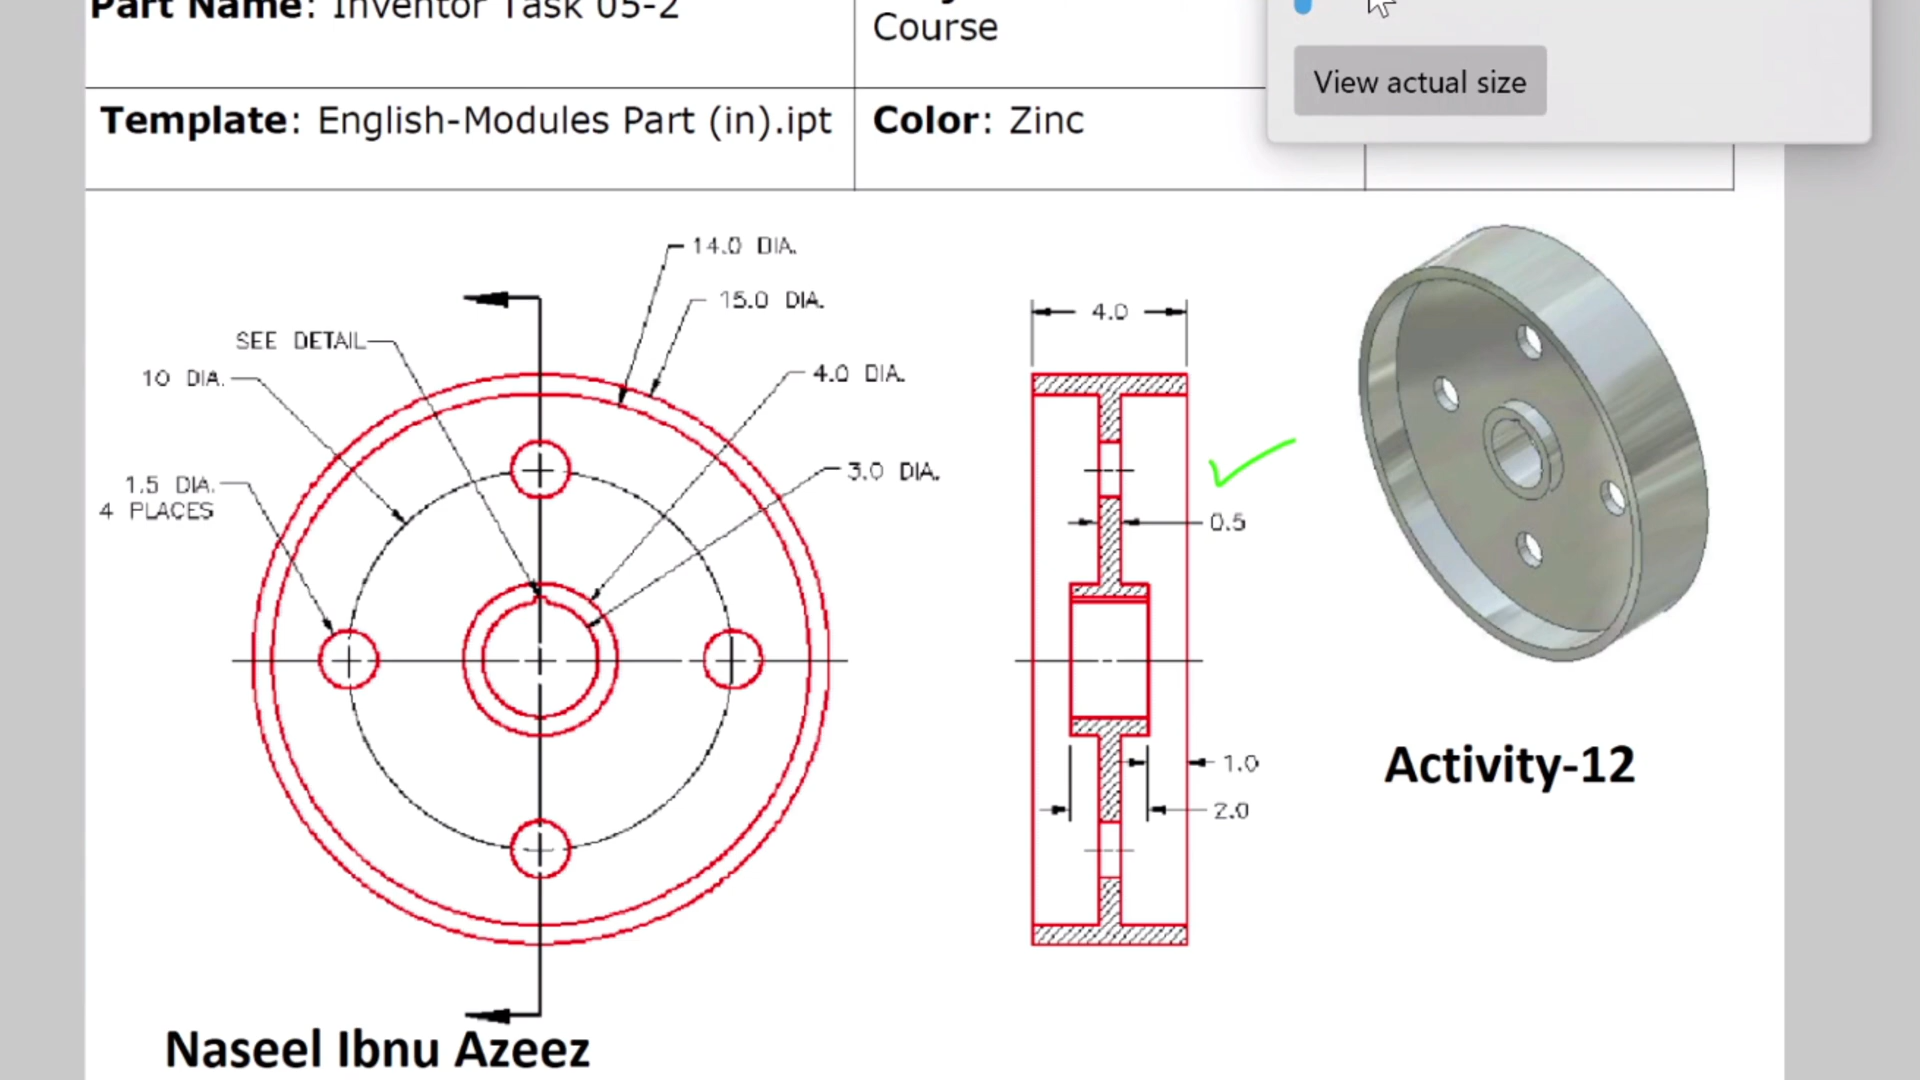 Part Name: Inventor Task 05-2
Course
View actual size
Template: English-Modules Part (in).ipt
Color: Zinc
14.0 DIA.
15.0 DIA.
4.0
SEE DETAIL
10 DIA.
4.0 DIA.
3.0 DIA.
1.5 DIA.
4 PLACES
0.5
1.0
2.0
Activity-12
Naseel Ibnu Azeez